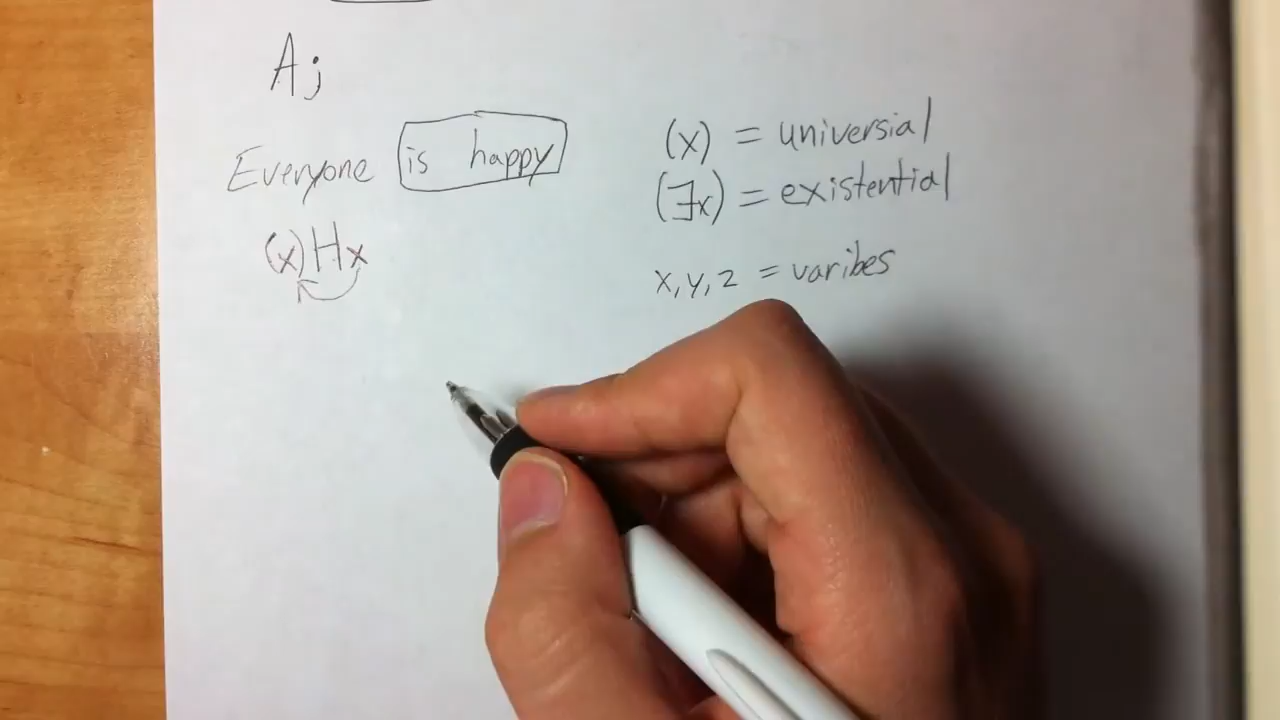 Aj
Everyone is happy
(x)Hx
(x) = universial
(∃x) = existential
x, y, z = varibes